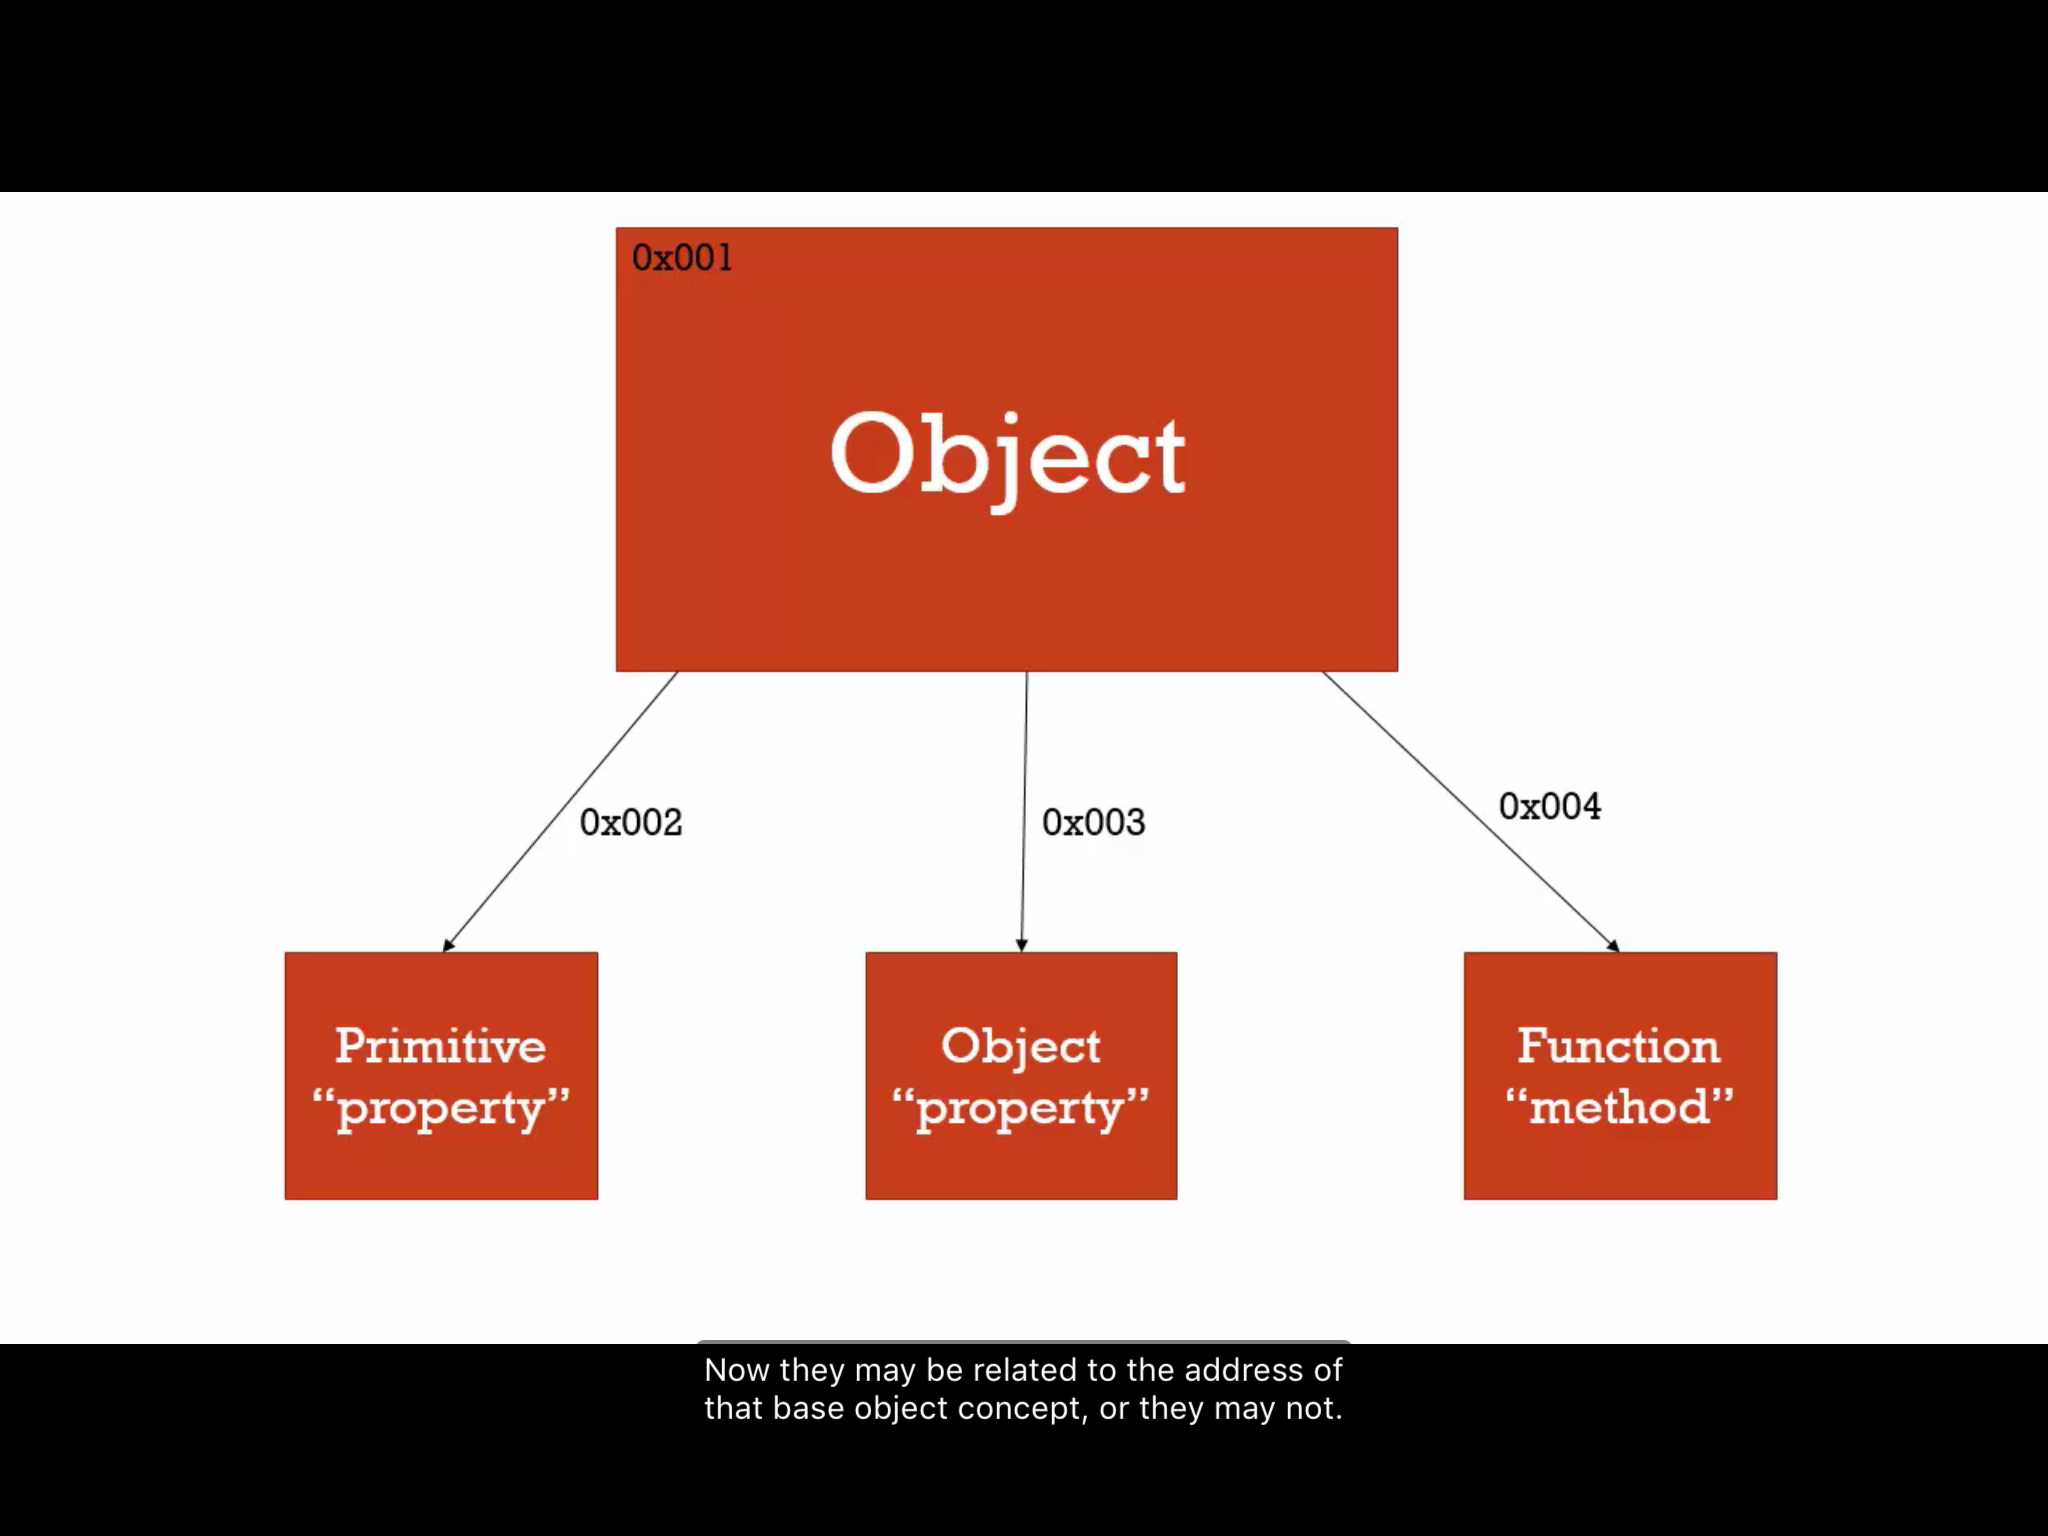 0x001
Object
0x002
0x003
0x004
Primitive
“property”
Object
“property”
Function
“method”
Now they may be related to the address of
that base object concept, or they may not.